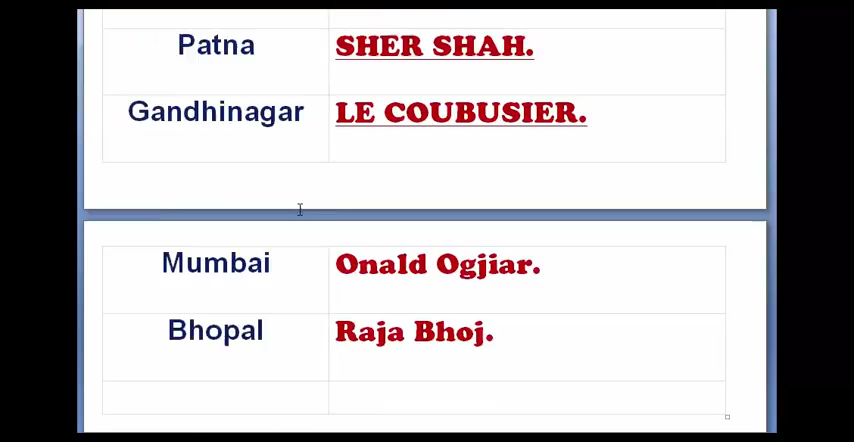 Patna SHER SHAH.
Gandhinagar LE COUBUSIER.
Mumbai Onald Ogjiar.
Bhopal Raja Bhoj.